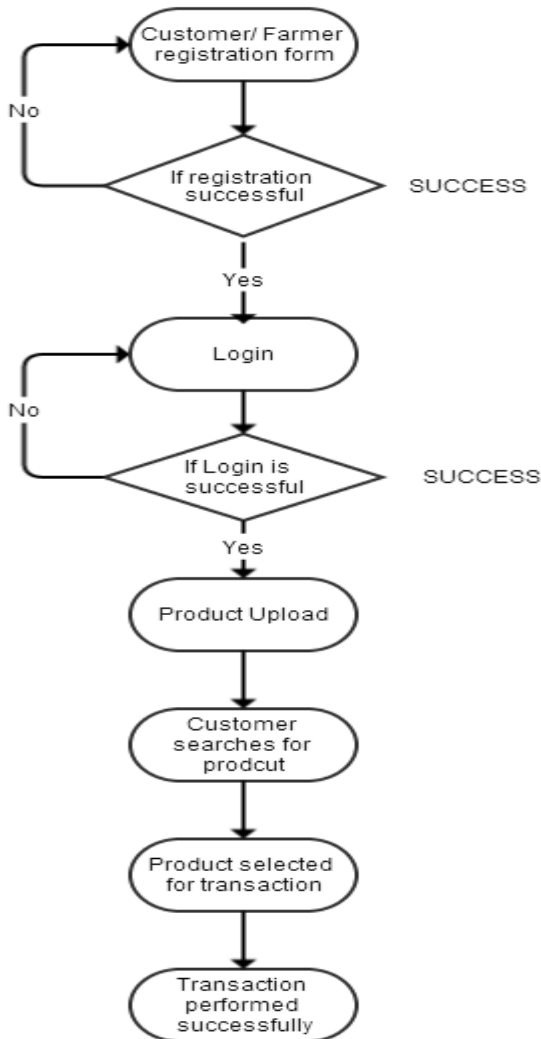 Customer/ Farmer
registration form
No
If registration
successful
SUCCESS
Yes
Login
No
If Login is
successful
SUCCESS
Yes
Product Upload
Customer
searches for
prodcut
Product selected
for transaction
Transaction
performed
successfully